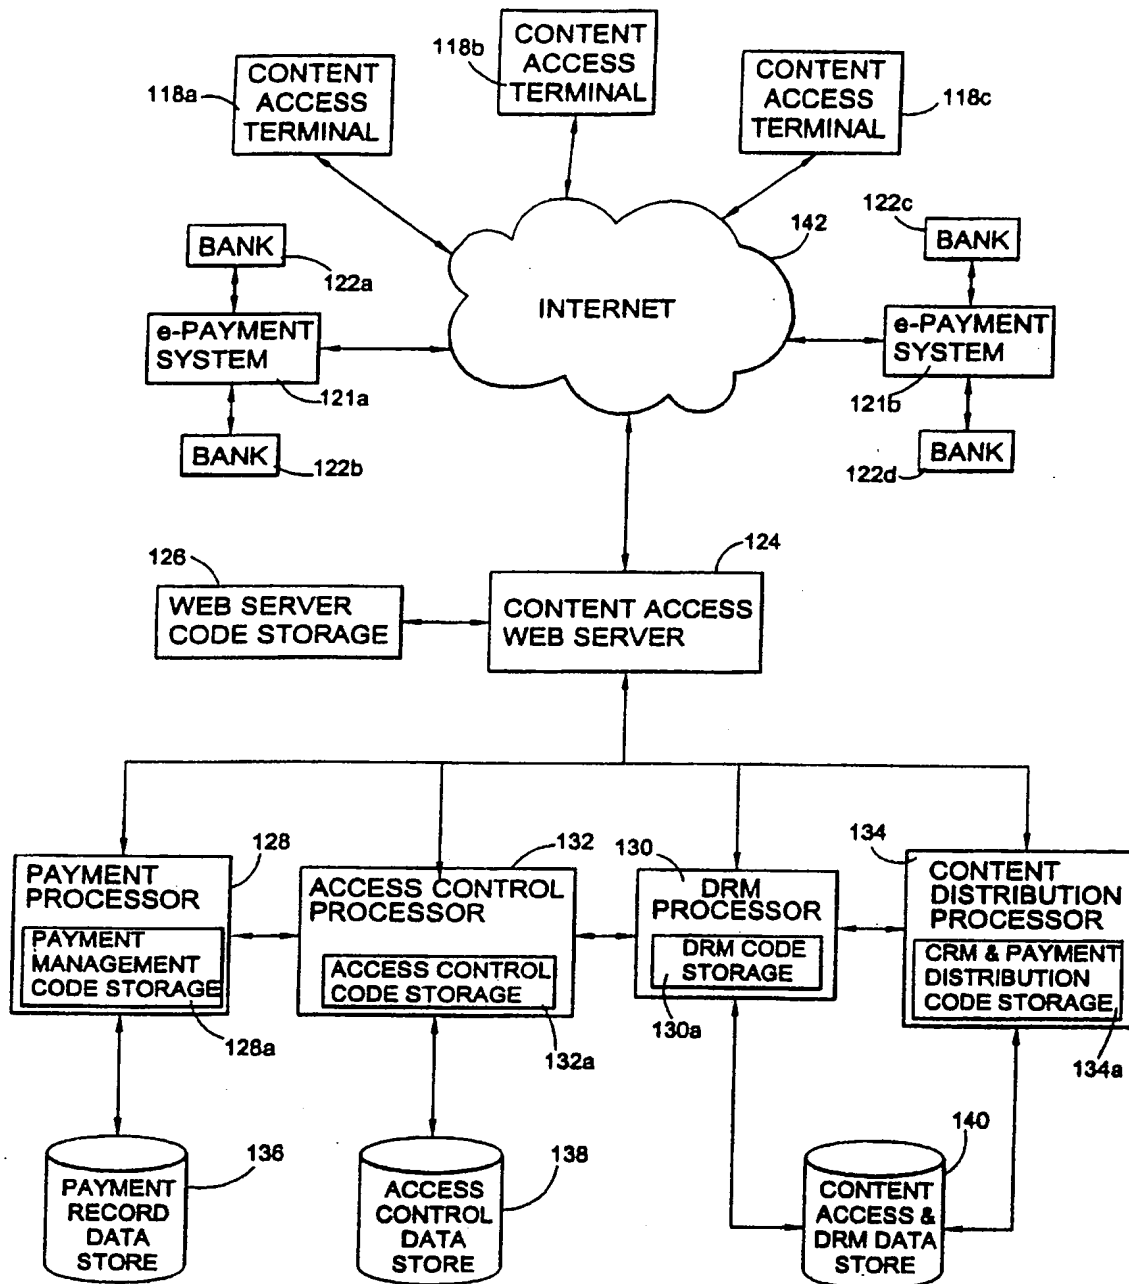 CONTENT
ACCESS
TERMINAL
118a
118b
CONTENT
ACCESS
TERMINAL
CONTENT
ACCESS
TERMINAL
118c
142
INTERNET
BANK
122a
e-PAYMENT
SYSTEM
121a
BANK
122b
122c
BANK
e-PAYMENT
SYSTEM
121b
BANK
122d
126
WEB SERVER
CODE STORAGE
124
CONTENT ACCESS
WEB SERVER
128
PAYMENT
PROCESSOR
PAYMENT
MANAGEMENT
CODE STORAGE
128a
132
ACCESS CONTROL
PROCESSOR
ACCESS CONTROL
CODE STORAGE
132a
130
DRM
PROCESSOR
DRM CODE
STORAGE
130a
134
CONTENT
DISTRIBUTION
PROCESSOR
CRM & PAYMENT
DISTRIBUTION
CODE STORAGE
134a
136
PAYMENT
RECORD
DATA
STORE
138
ACCESS
CONTROL
DATA
STORE
140
CONTENT
ACCESS &
DRM DATA
STORE